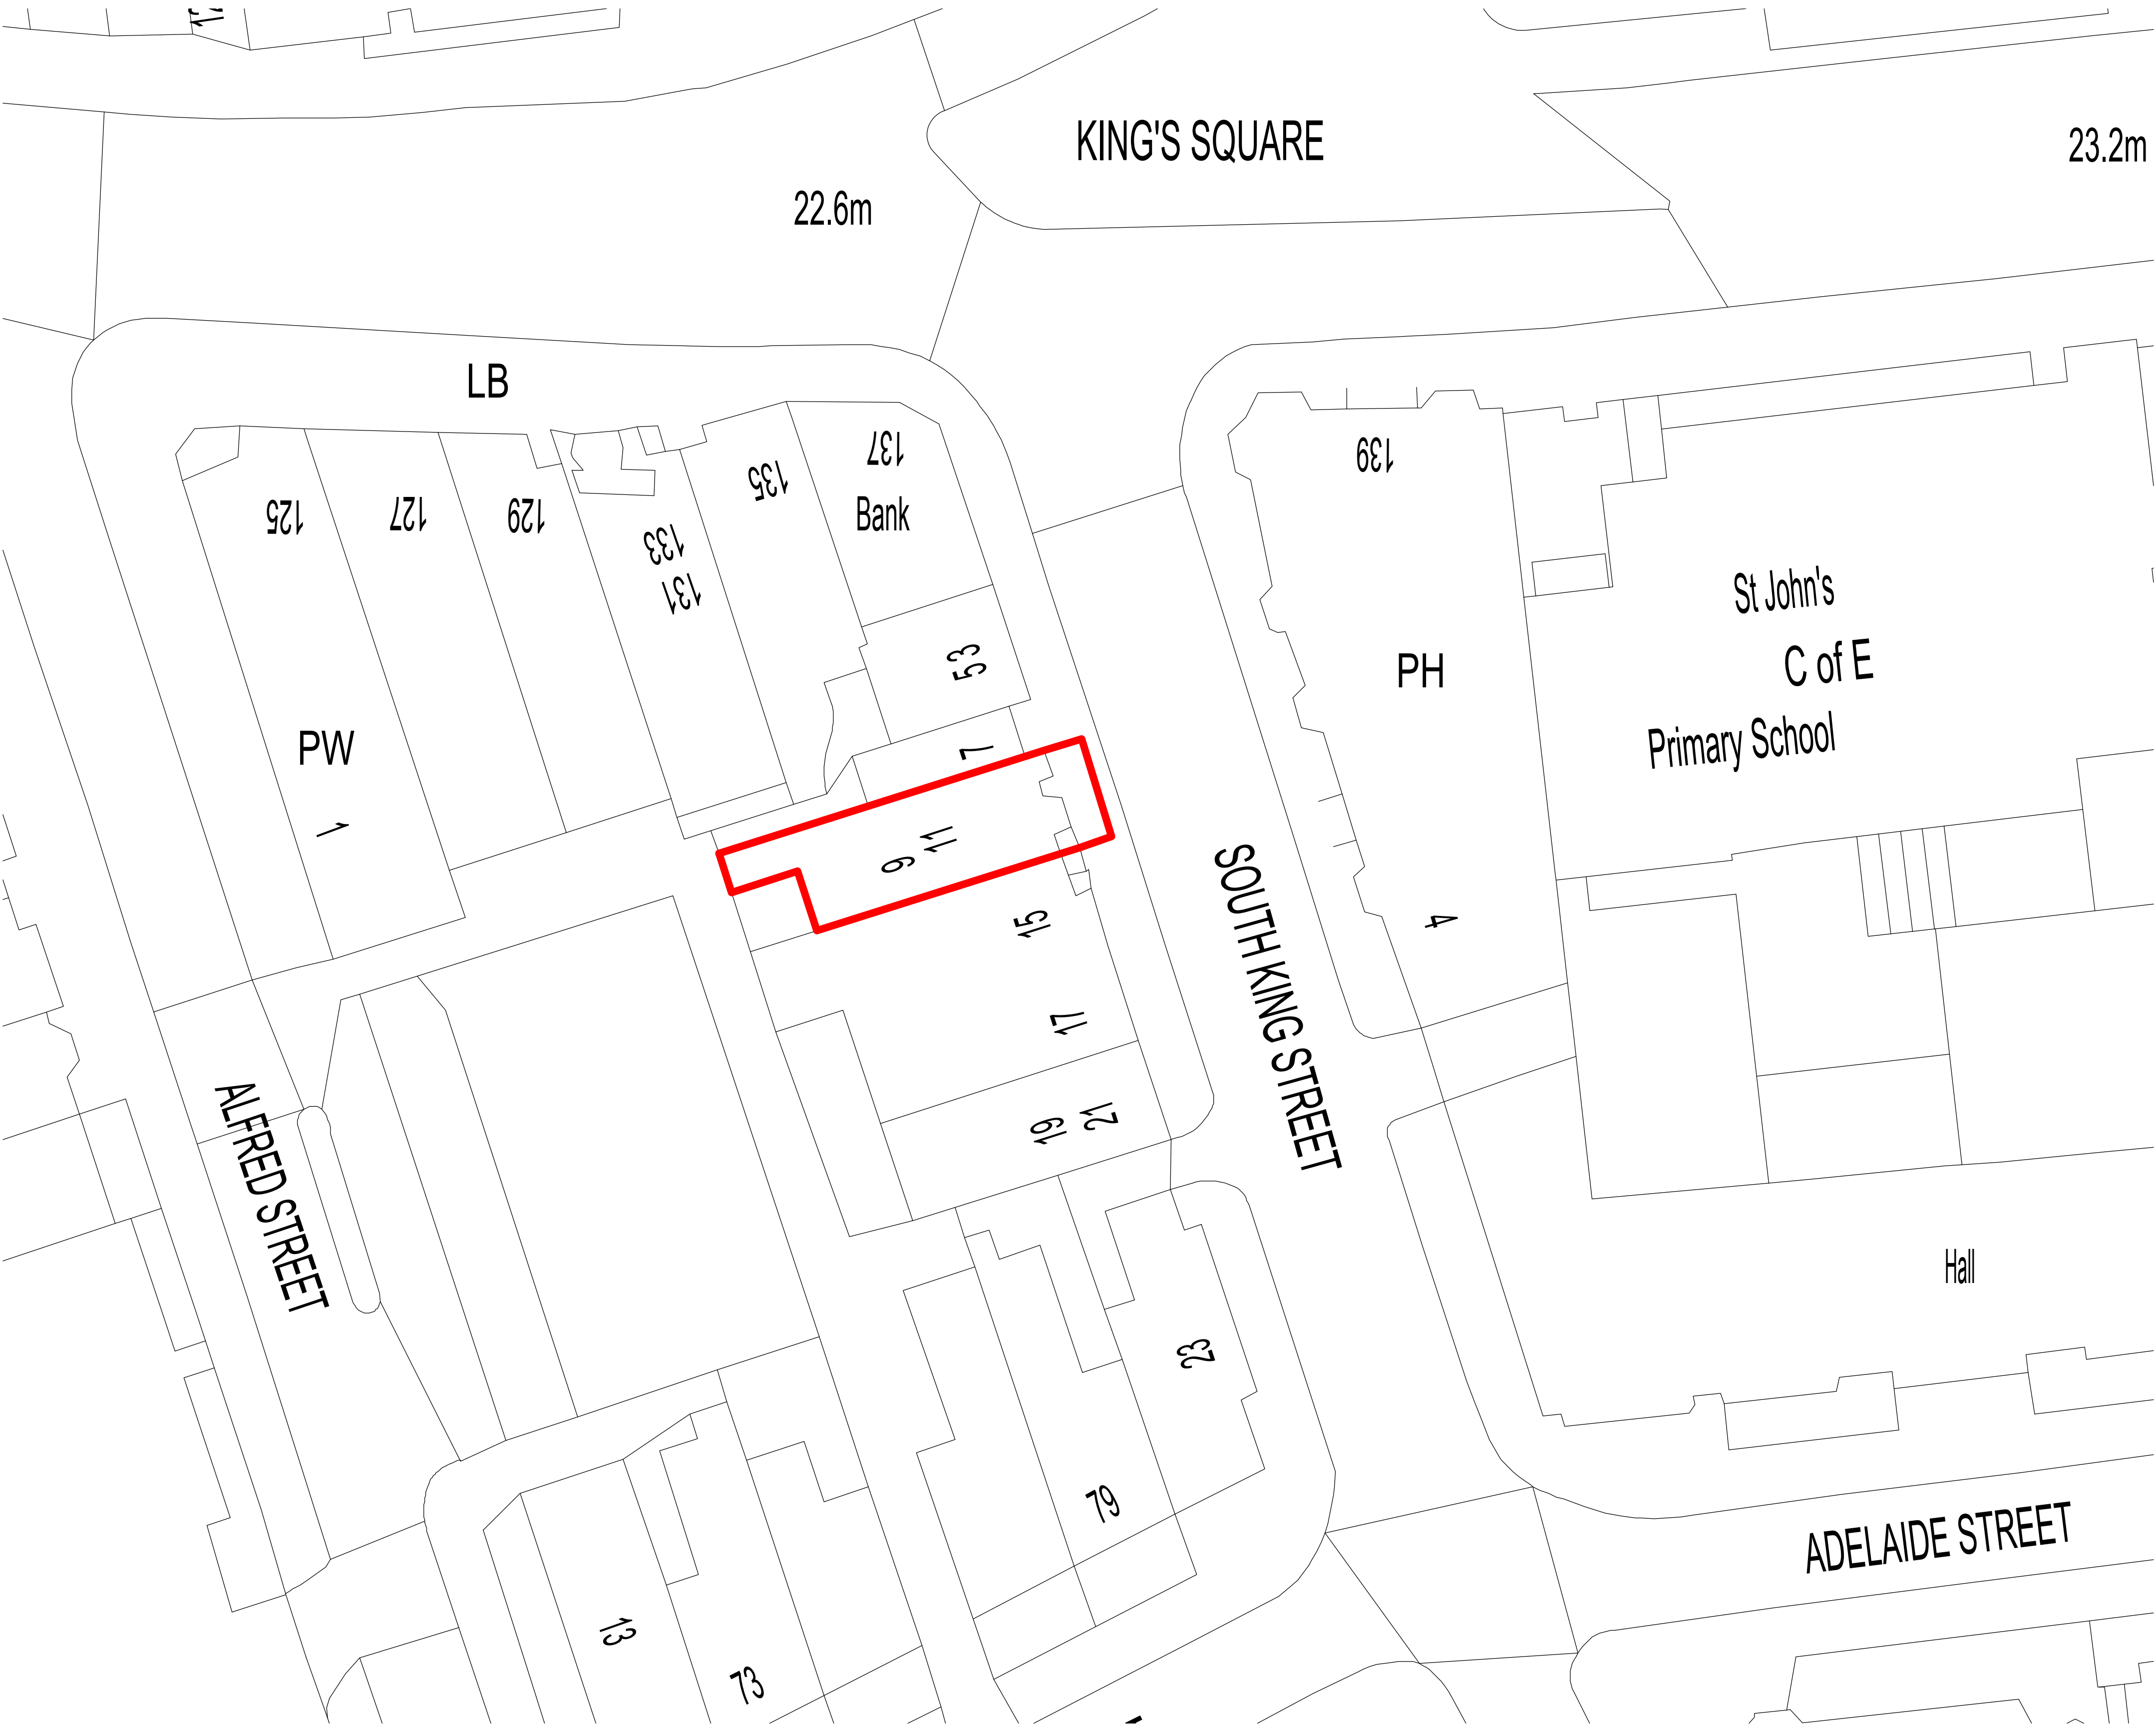 KING'S SQUARE
23.2m
22.6m
LB
137
139
135
Bank
125
127
129
133
131
St John's
C of E
Primary School
53
PH
PW
7
1
11
9
15
4
SOUTH KING STREET
17
ALFRED STREET
21
19
Hall
23
79
ADELAIDE STREET
13
73